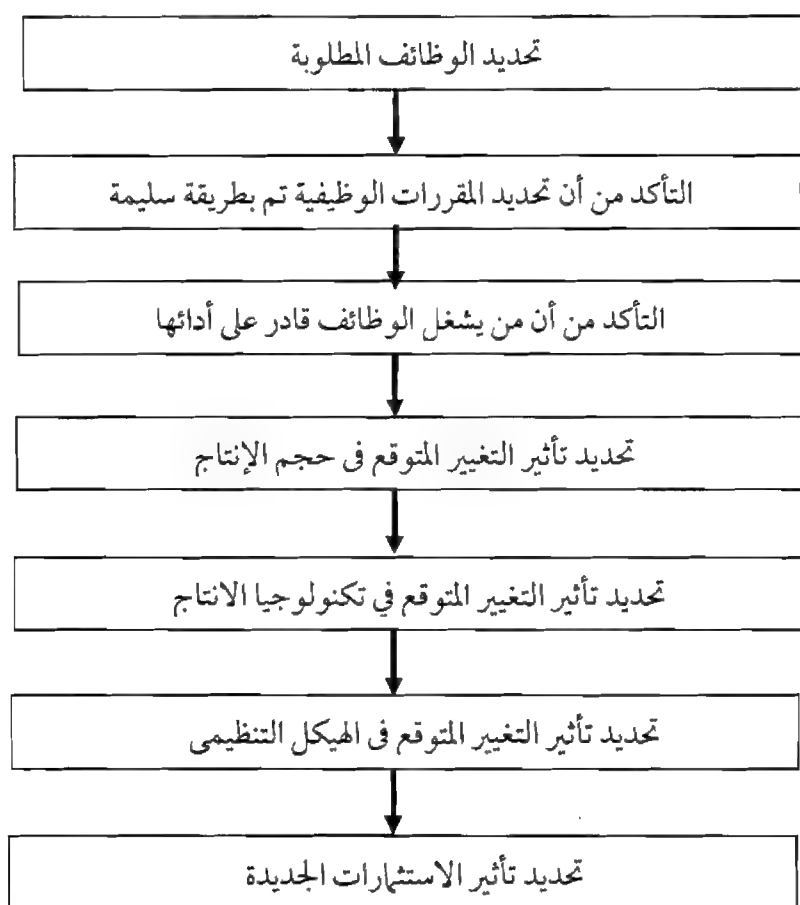 تحديد الوظائف المطلوبة
التأكد من أن تحديد المقررات الوظيفية تم بطريقة سليمة
التأكد من أن من يشغل الوظائف قادر على أدائها
تحديد تأثير التغيير المتوقع فى حجم الإنتاج
تحديد تأثير التغيير المتوقع في تكنولوجيا الانتاج
تحديد تأثير التغيير المتوقع فى الهيكل التنظيمى
تحديد تأثير الاستثمارات الجديدة